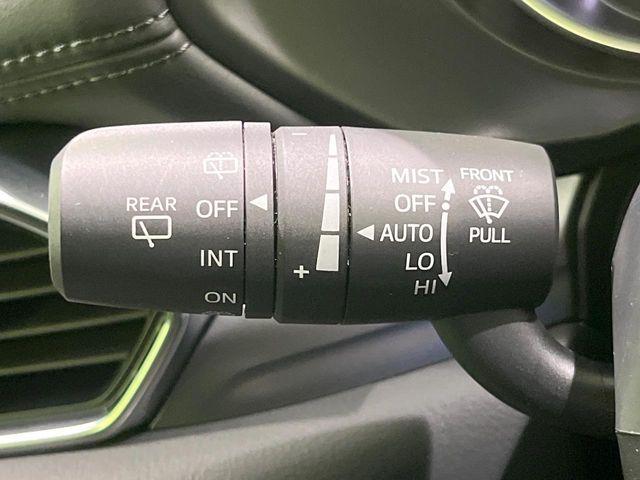 REAR
OFF
INT
ON
−
+
MIST
OFF
AUTO
LO
HI
FRONT
PULL